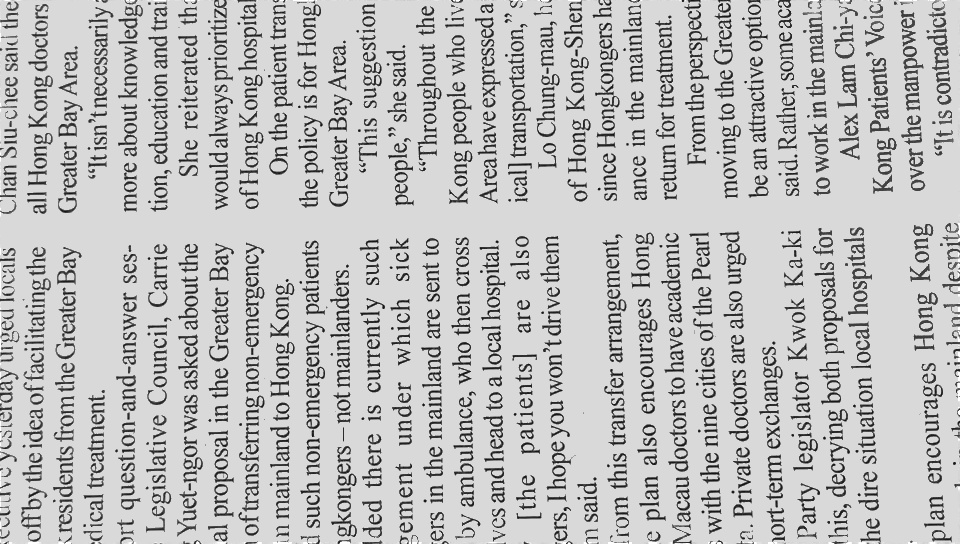 yesterday urged locals
off by the idea of facilitating the
residents from the Greater Bay
edical treatment.
ort question-and-answer ses-
Legislative Council, Carrie
Yuet-ngor was asked about the
al proposal in the Greater Bay
of transferring non-emergency
mainland to Hong Kong.
such non-emergency patients
ngkongers – not mainlanders.
dded there is currently such
gement under which sick
gers in the mainland are sent to
by ambulance, who then cross
and head to a local hospital.
[the patients] are also
gers, I hope you won't drive them
said.
from this transfer arrangement,
plan also encourages Hong
Macau doctors to have academic
with the nine cities of the Pearl
ta. Private doctors are also urged
hort-term exchanges.
Party legislator Kwok Ka-ki
this, decrying both proposals for
he dire situation local hospitals
plan encourages Hong Kong
mainland despite
Chan Siu-chee said the
all Hong Kong doctors
Greater Bay Area.
“It isn’t necessarily a
more about knowledge
tion, education and trai
She reiterated tha
would always prioritize
of Hong Kong hospital
On the patient trans
the policy is for Hong
Greater Bay Area.
“This suggestion
people,” she said.
“Throughout the
Kong people who live
Area have expressed a
ical] transportation,” s
Lo Chung-mau, he
of Hong Kong-Shen
since Hongkongers ha
ance in the mainland
return for treatment.
From the perspecti
moving to the Greater
be an attractive option
said. Rather, some aca
to work in the mainla
Alex Lam Chi-ya
Kong Patients’ Voice
over the manpower i
“It is contradicto